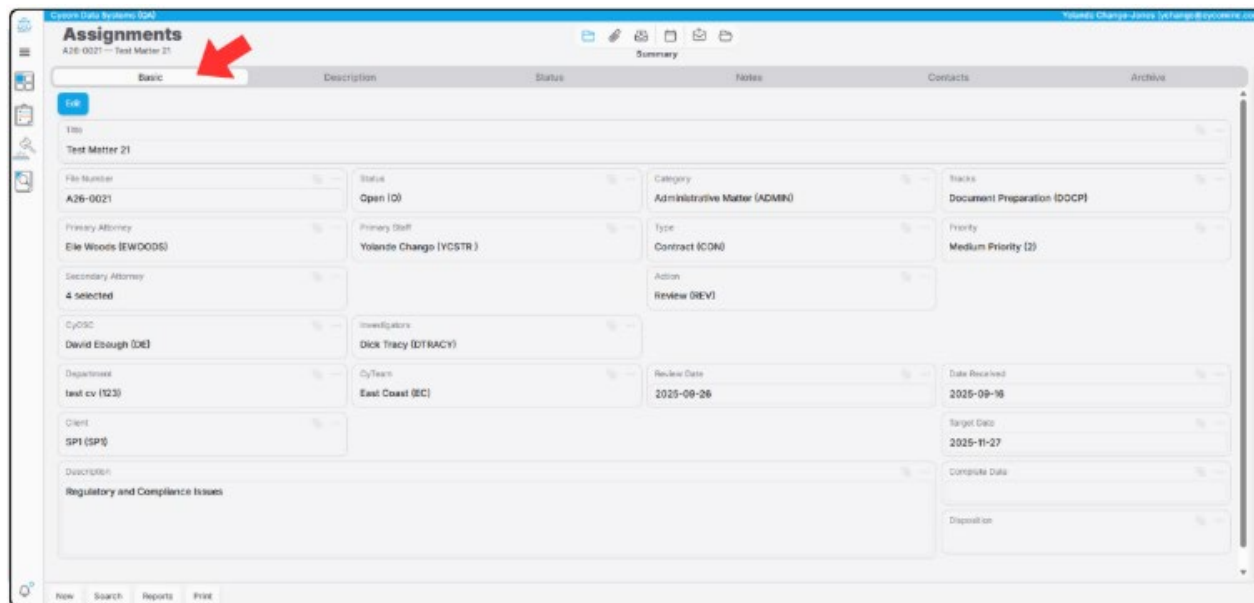 Cycom Data Systems (QA)
Assignments
A26-0021 — Test Matter 21
Summary
Basic Description Status Notes Contacts Archive
Edit
Title
Test Matter 21
File Number Status Category Tracks
A26-0021 Open (O) Administrative Matter (ADMIN) Document Preparation (DOCP)
Primary Attorney Primary Staff Type Priority
Elle Woods (EWOODS) Yolande Chango (YCSTR ) Contract (CON) Medium Priority (2)
Secondary Attorney Action
4 selected Review (REV)
CyOSC Investigators
David Ebaugh (DE) Dick Tracy (DTRACY)
Department CyTeam Review Date Date Received
test cv (123) East Coast (EC) 2025-09-26 2025-09-16
Client Target Date
SP1 (SP1) 2025-11-27
Description Complete Date
Regulatory and Compliance Issues
Disposition
New Search Reports Print